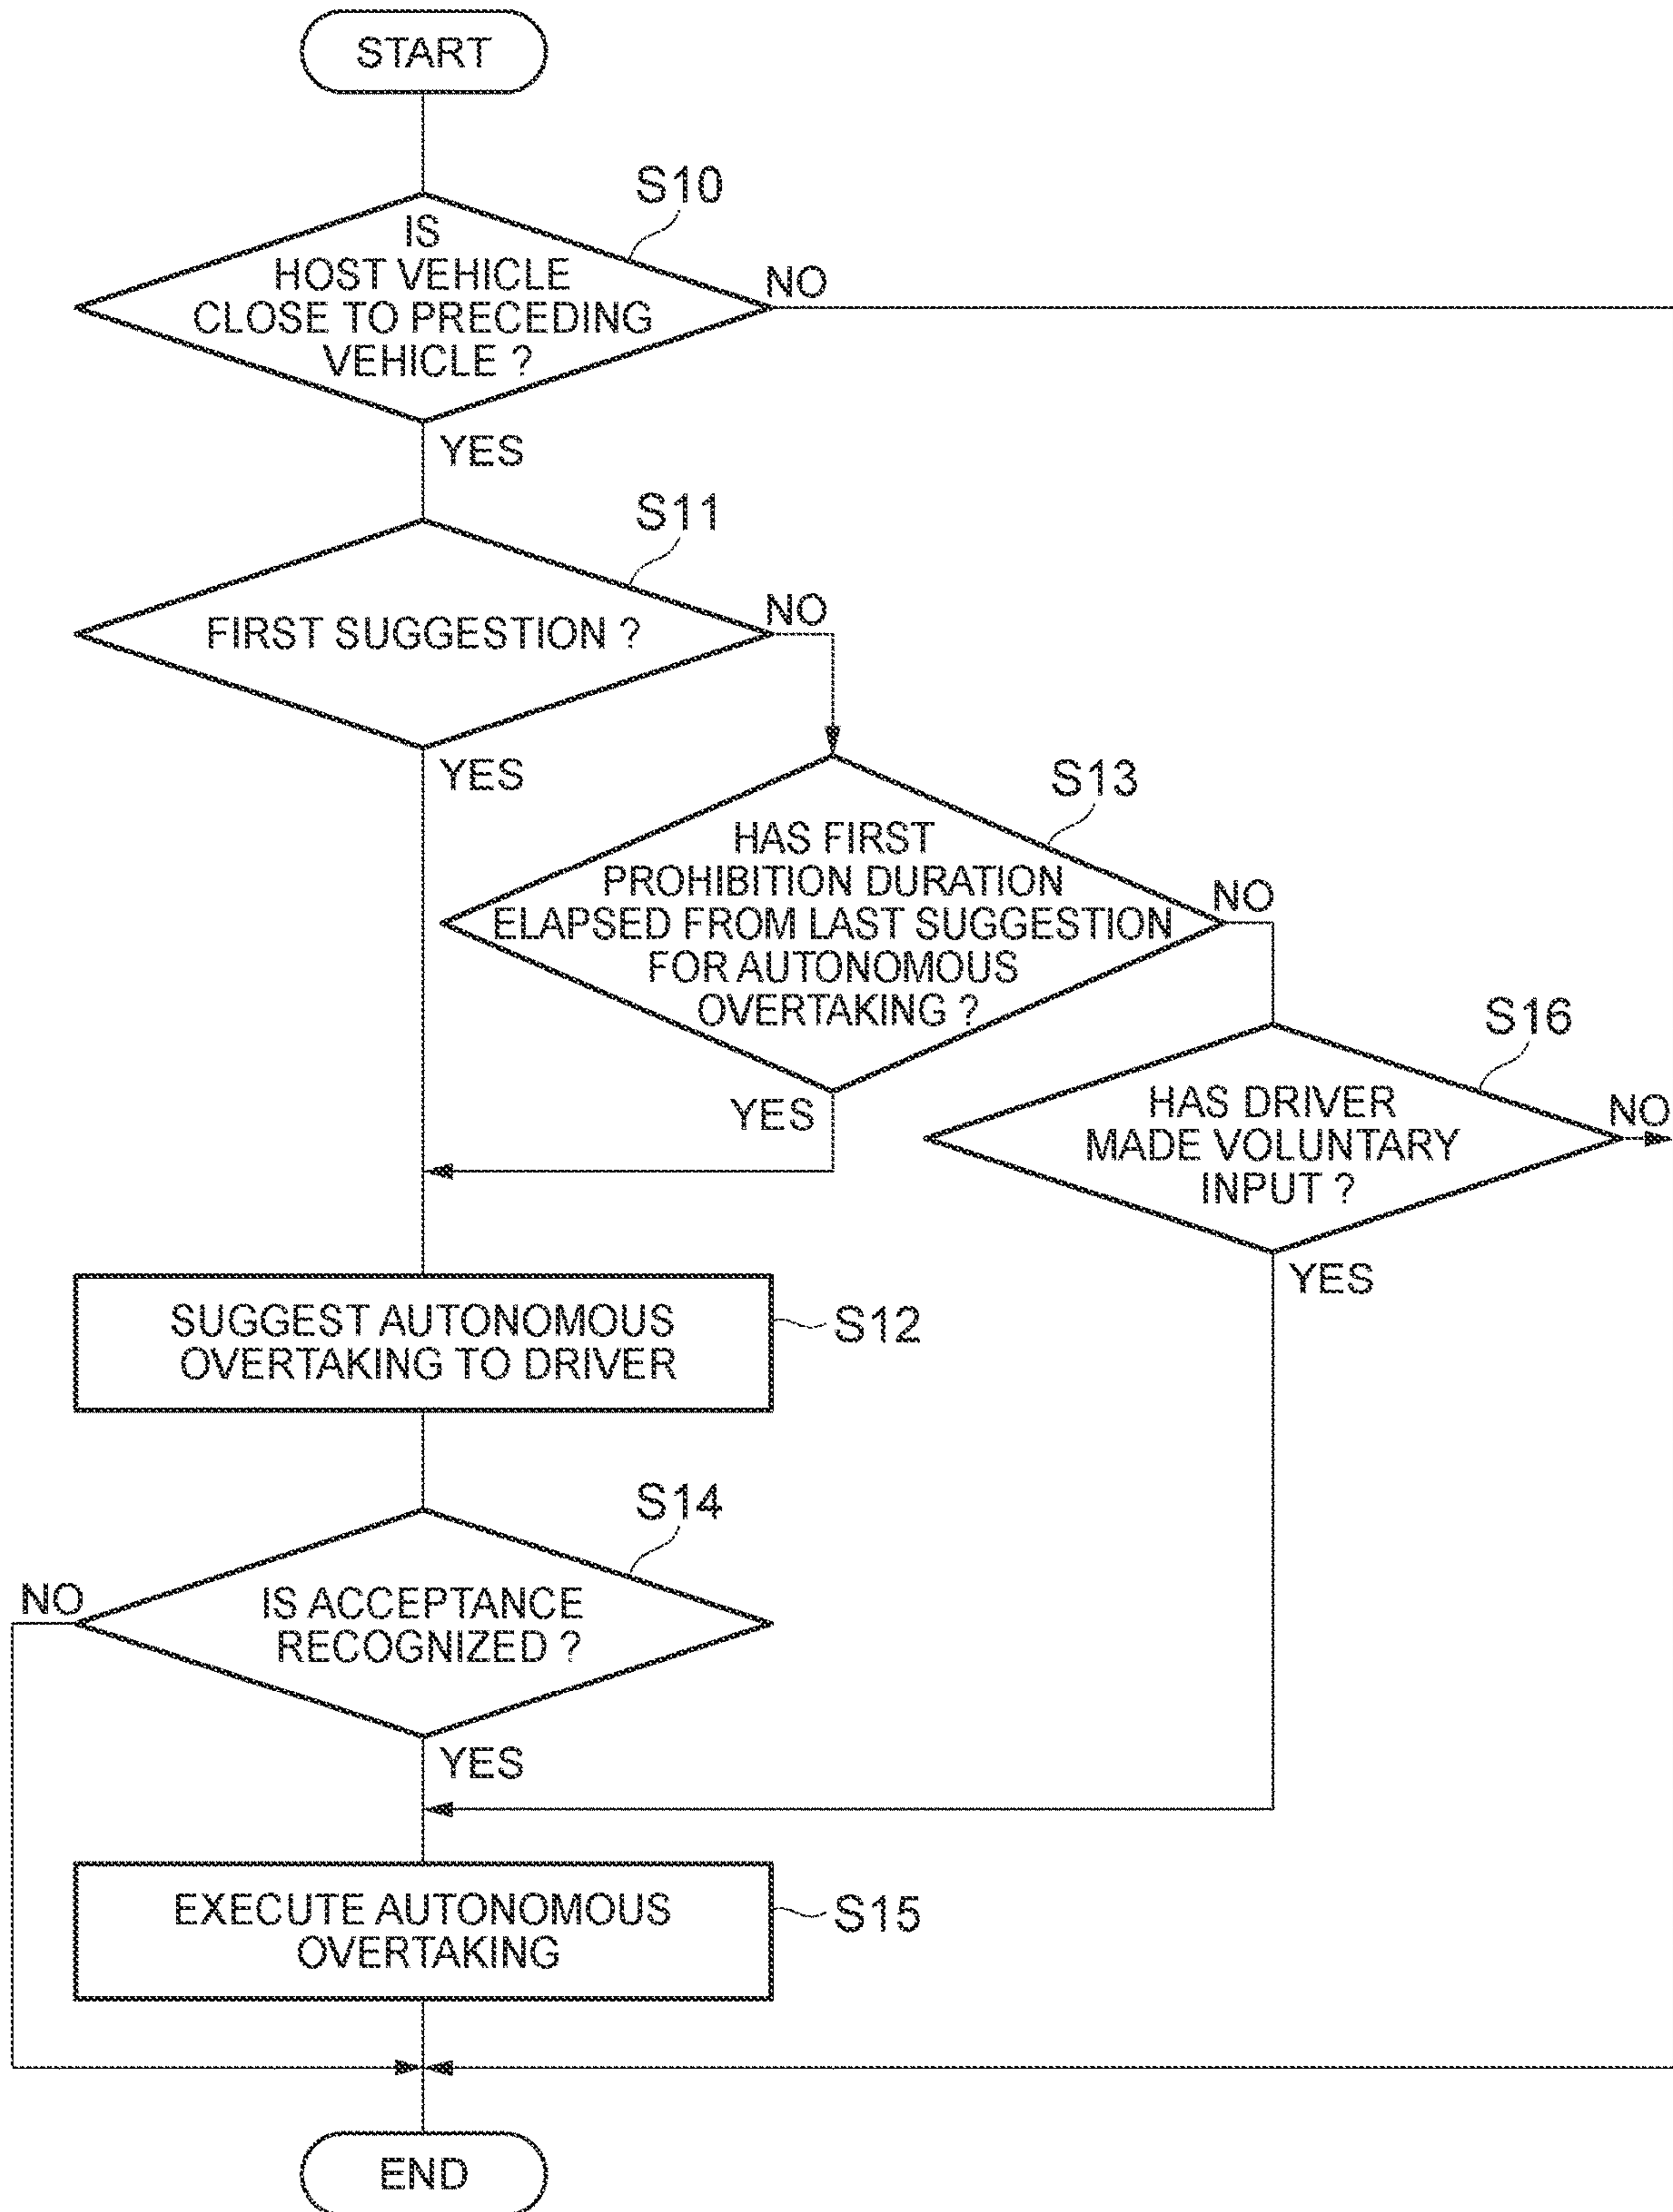 START
S10
IS
HOST VEHICLE
CLOSE TO PRECEDING
VEHICLE ?
NO
YES
S11
FIRST SUGGESTION ?
NO
YES
S13
HAS FIRST
PROHIBITION DURATION
ELAPSED FROM LAST SUGGESTION
FOR AUTONOMOUS
OVERTAKING ?
NO
YES
S16
HAS DRIVER
MADE VOLUNTARY
INPUT ?
NO
YES
SUGGEST AUTONOMOUS
OVERTAKING TO DRIVER
S12
S14
IS ACCEPTANCE
RECOGNIZED ?
NO
YES
EXECUTE AUTONOMOUS
OVERTAKING
S15
END